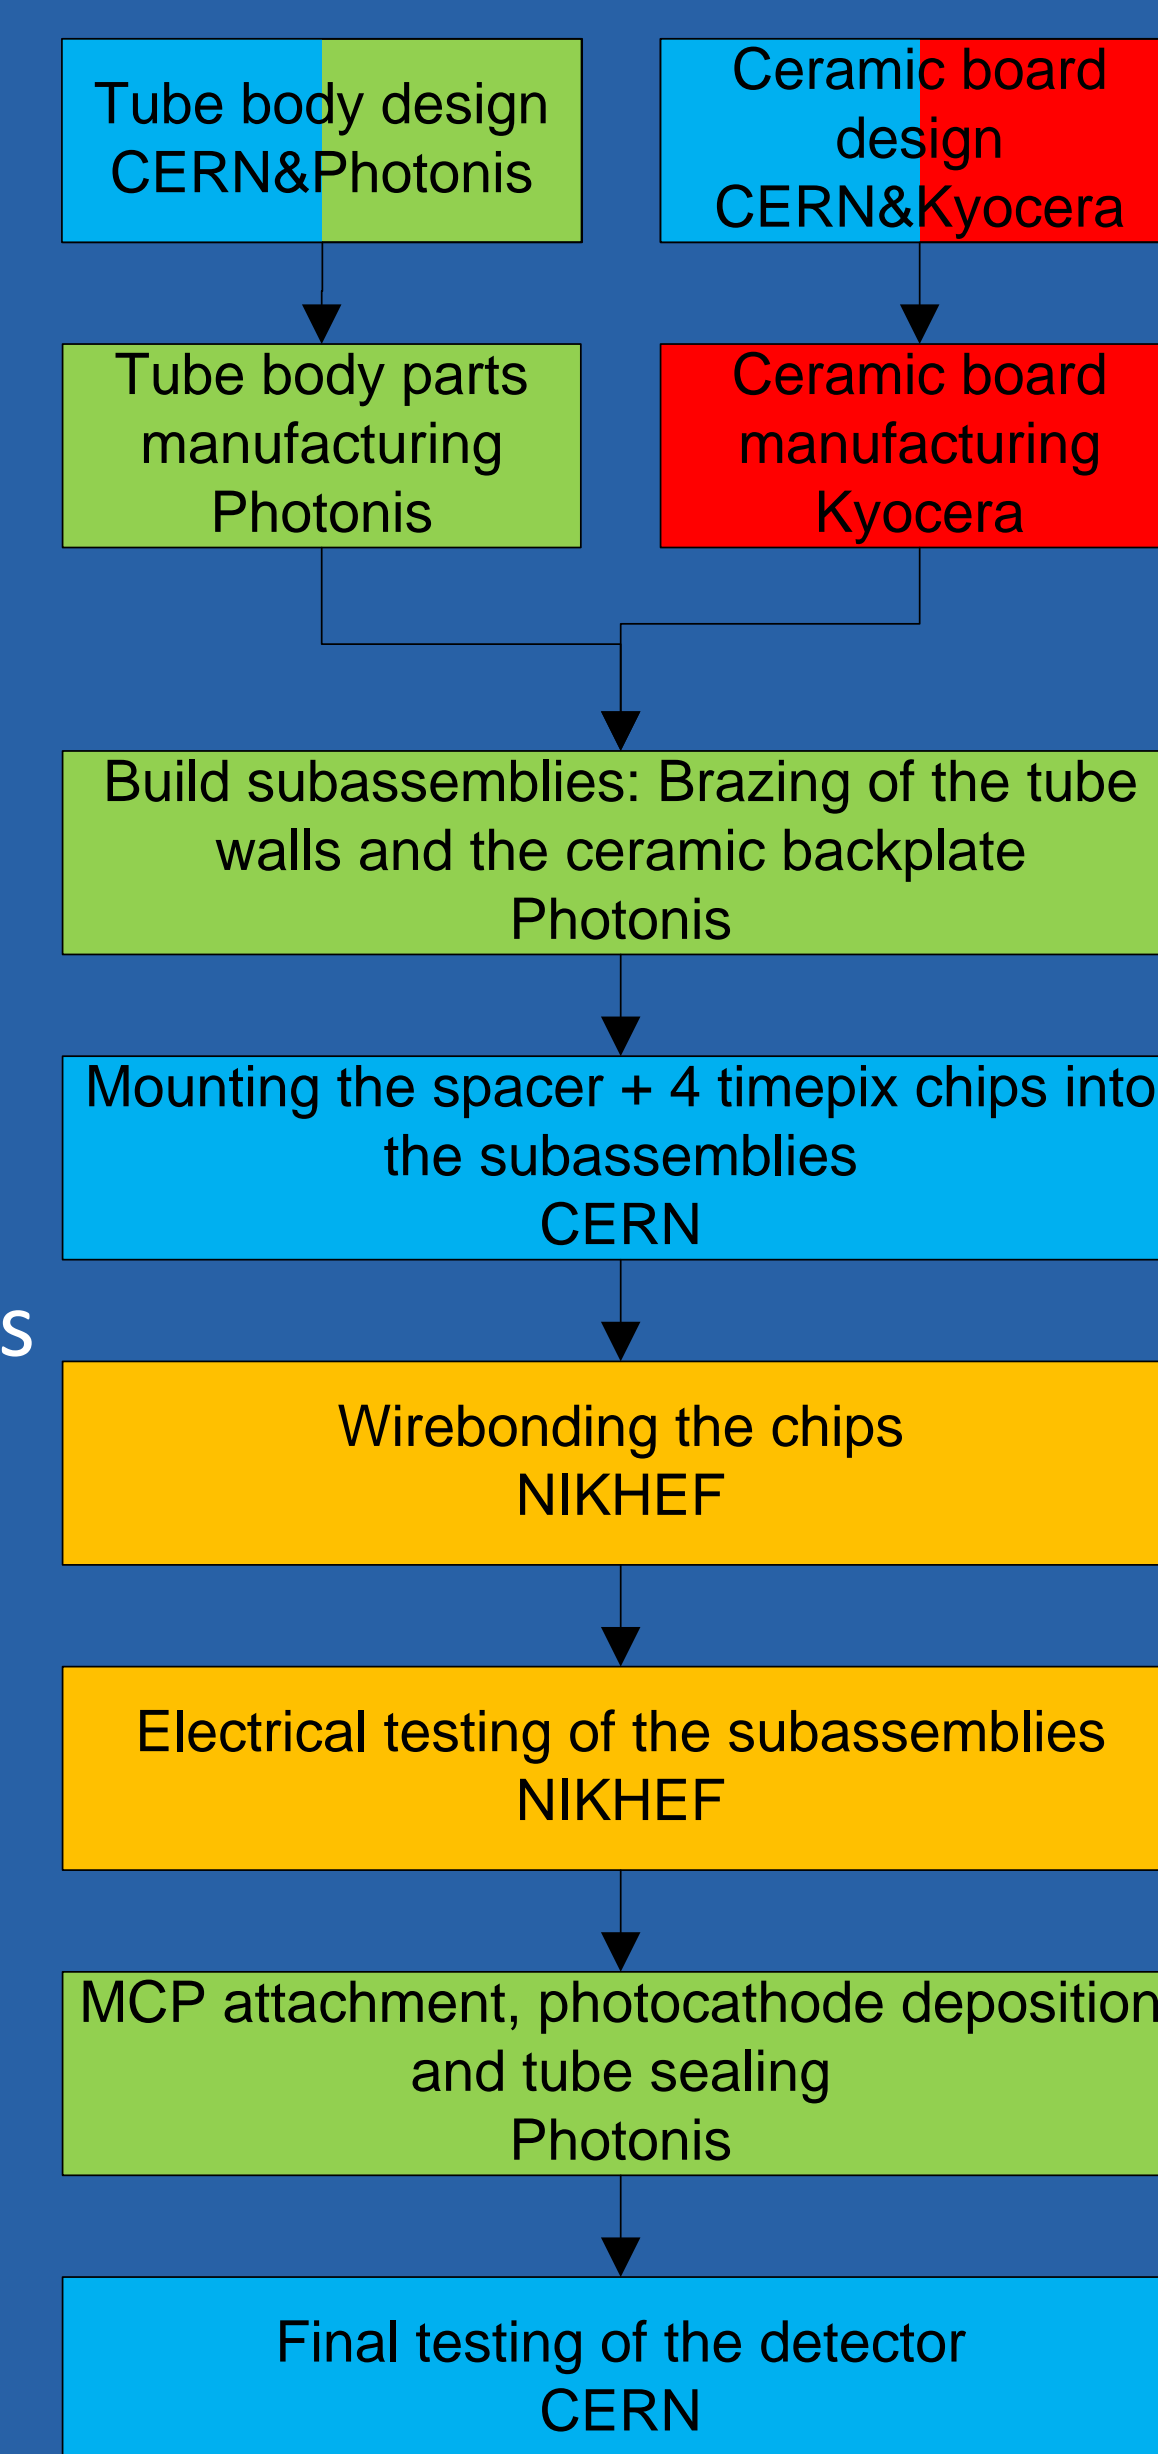 Tube body design
CERN&Photonis
Ceramic board
design
CERN&Kyocera
Tube body parts
manufacturing
Photonis
Ceramic board
manufacturing
Kyocera
Build subassemblies: Brazing of the tube
walls and the ceramic backplate
Photonis
Mounting the spacer + 4 timepix chips into
the subassemblies
CERN
s
Wirebonding the chips
NIKHEF
Electrical testing of the subassemblies
NIKHEF
MCP attachment, photocathode deposition
and tube sealing
Photonis
Final testing of the detector
CERN